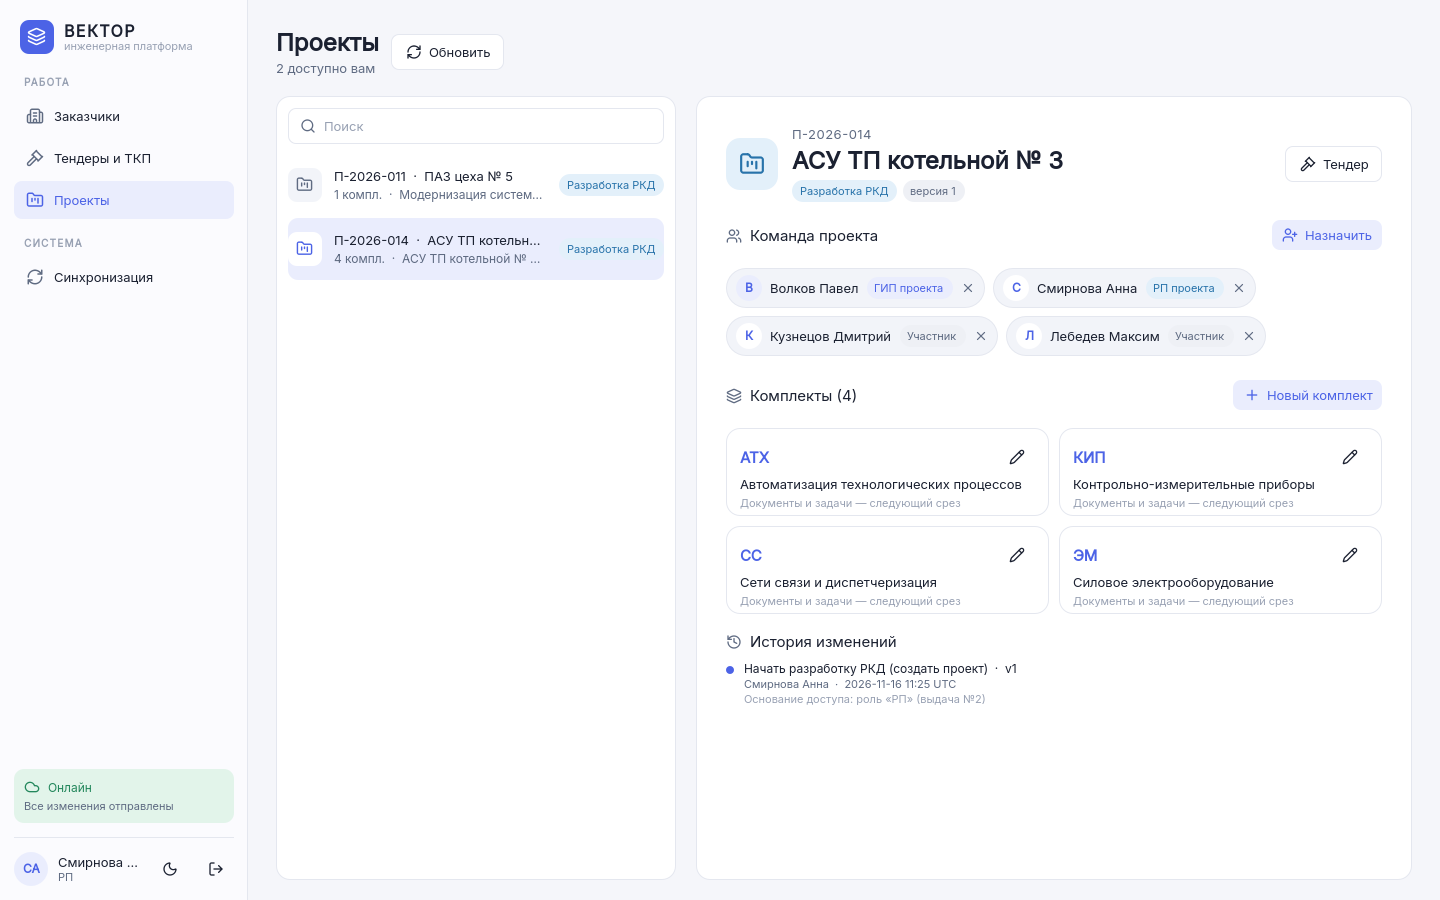 ВЕКТОР
инженерная платформа
РАБОТА
Заказчики
Тендеры и ТКП
Проекты
СИСТЕМА
Синхронизация
Онлайн
Все изменения отправлены
СА
Смирнова ...
РП
Проекты
2 доступно вам
Обновить
Поиск
П-2026-011 · ПАЗ цеха № 5
1 компл. · Модернизация систем...
Разработка РКД
П-2026-014 · АСУ ТП котельн...
4 компл. · АСУ ТП котельной № ...
Разработка РКД
П-2026-014
АСУ ТП котельной № 3
Разработка РКД
версия 1
Тендер
Команда проекта
Назначить
В Волков Павел ГИП проекта
С Смирнова Анна РП проекта
К Кузнецов Дмитрий Участник
Л Лебедев Максим Участник
Комплекты (4)
Новый комплект
АТХ
Автоматизация технологических процессов
Документы и задачи — следующий срез
КИП
Контрольно-измерительные приборы
Документы и задачи — следующий срез
СС
Сети связи и диспетчеризация
Документы и задачи — следующий срез
ЭМ
Силовое электрооборудование
Документы и задачи — следующий срез
История изменений
Начать разработку РКД (создать проект) · v1
Смирнова Анна · 2026-11-16 11:25 UTC
Основание доступа: роль «РП» (выдача №2)